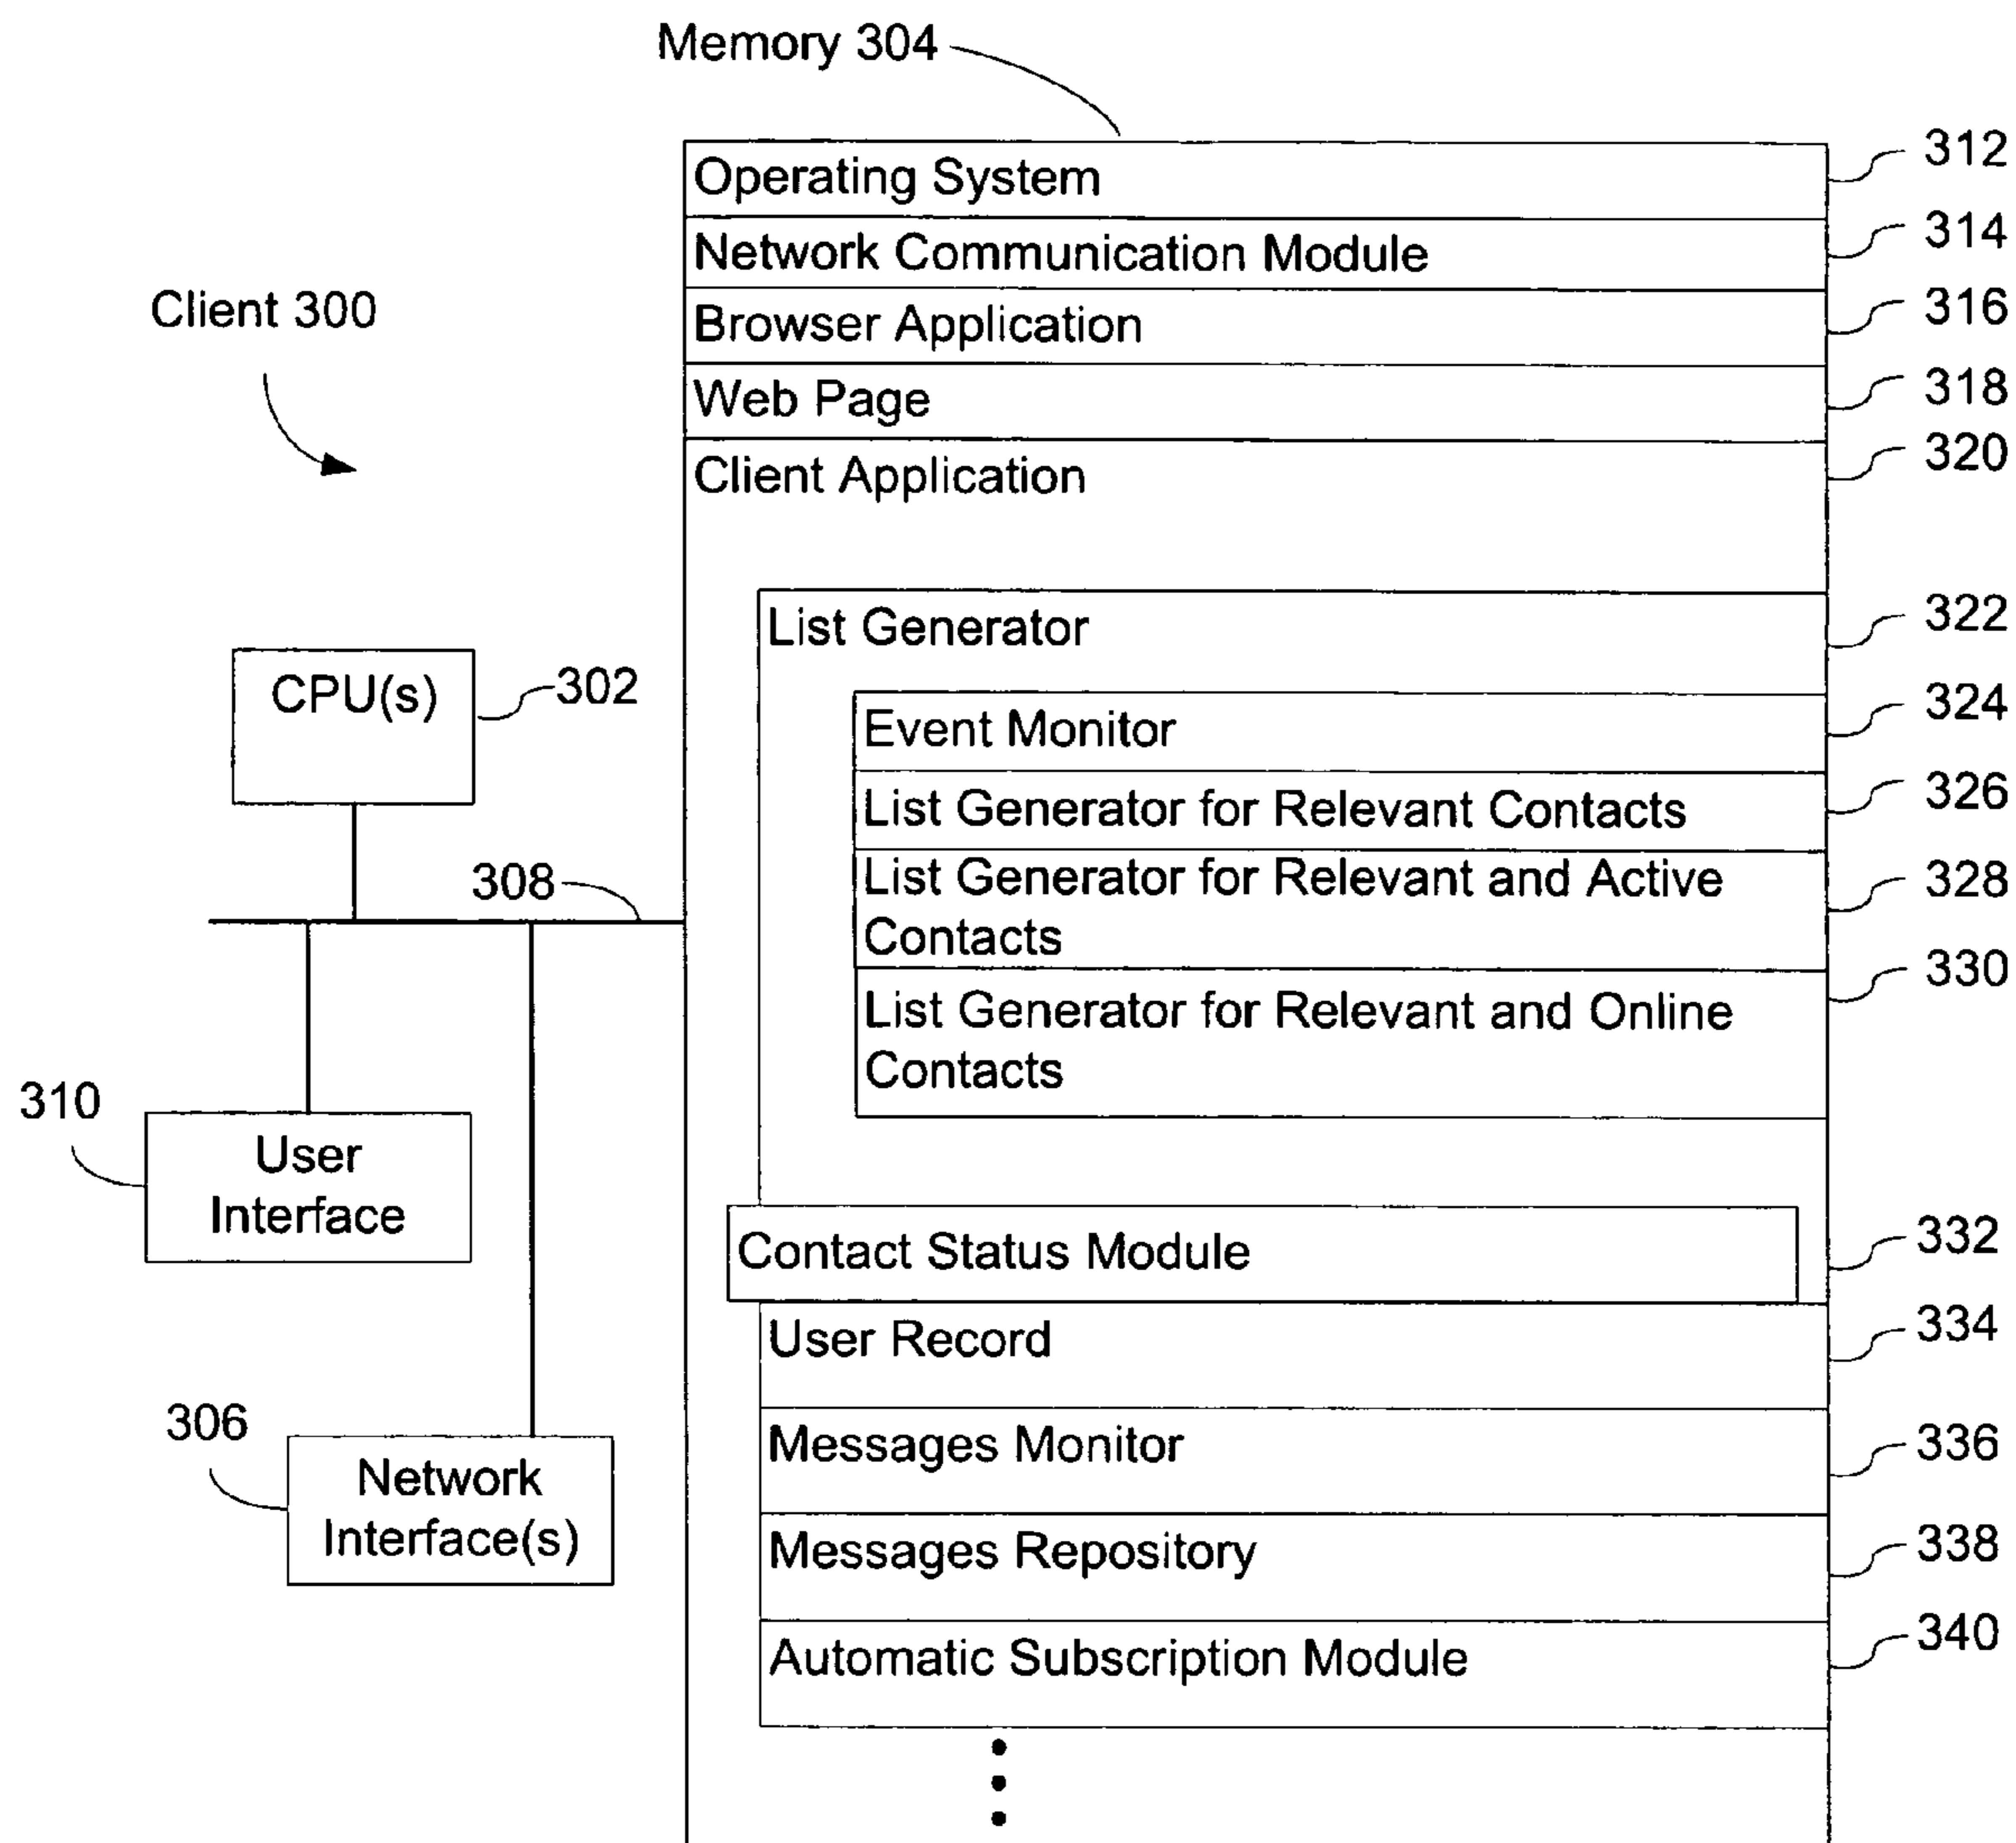 Memory 304
Operating System
312
Network Communication Module
314
Client 300
Browser Application
316
Web Page
318
Client Application
320
List Generator
322
CPU(s)
302
Event Monitor
324
List Generator for Relevant Contacts
326
308
List Generator for Relevant and Active
Contacts
328
List Generator for Relevant and Online
Contacts
330
310
User
Interface
Contact Status Module
332
User Record
334
306
Network
Interface(s)
Messages Monitor
336
Messages Repository
338
Automatic Subscription Module
340